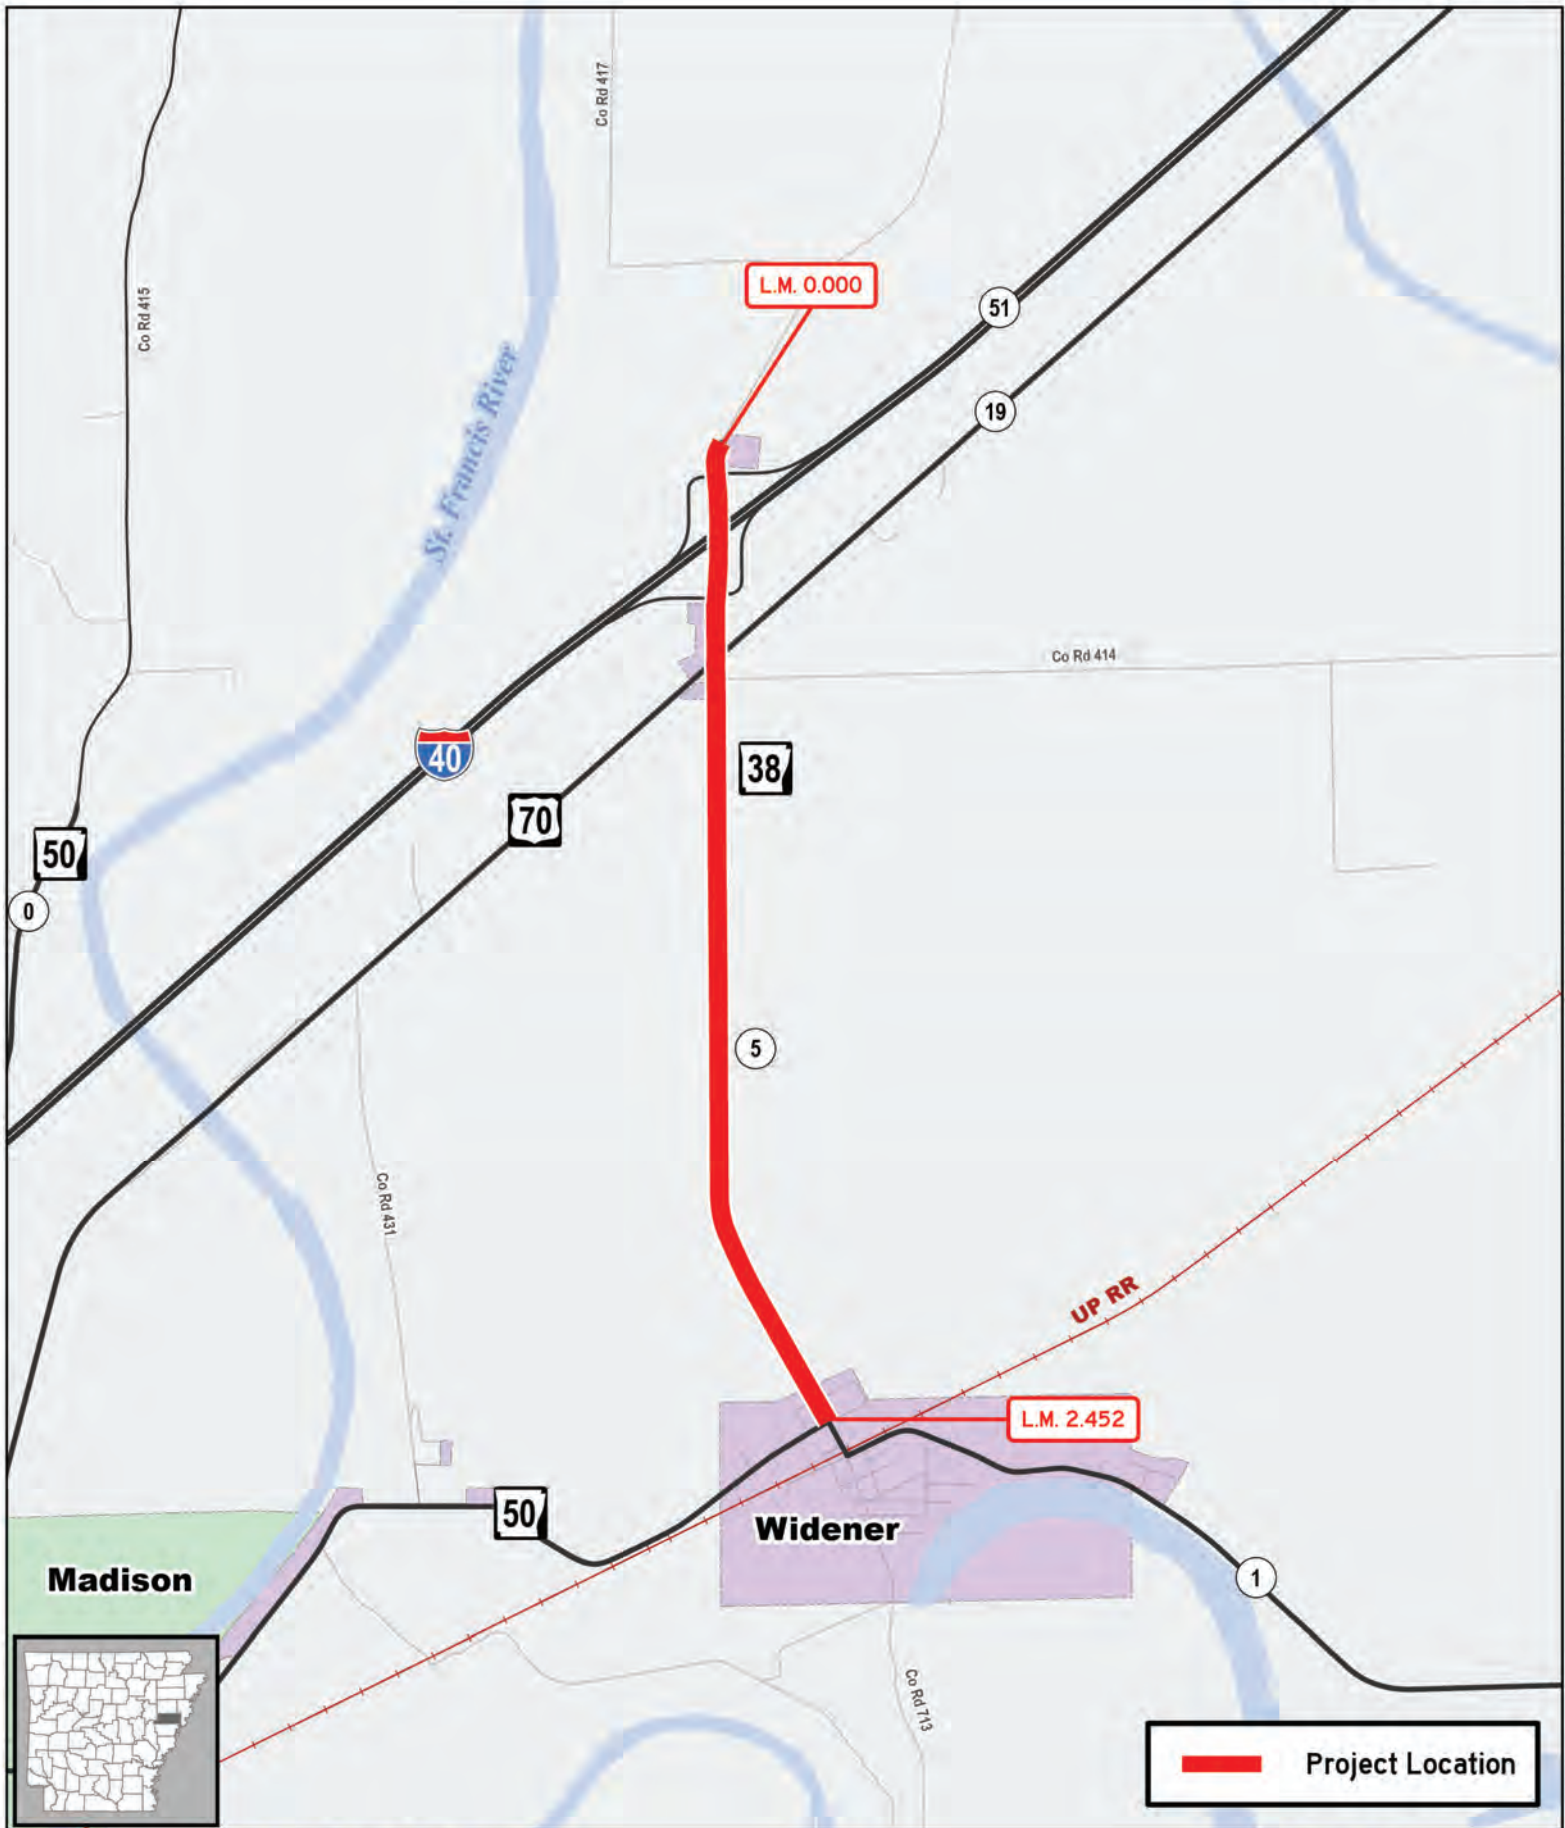 Co Rd 417
L.M. 0.000
51
Co Rd 415
St. Francis River
19
Co Rd 414
40
38
70
50
0
5
Co Rd 431
UP RR
L.M. 2.452
50
Widener
Madison
1
Co Rd 713
Project Location